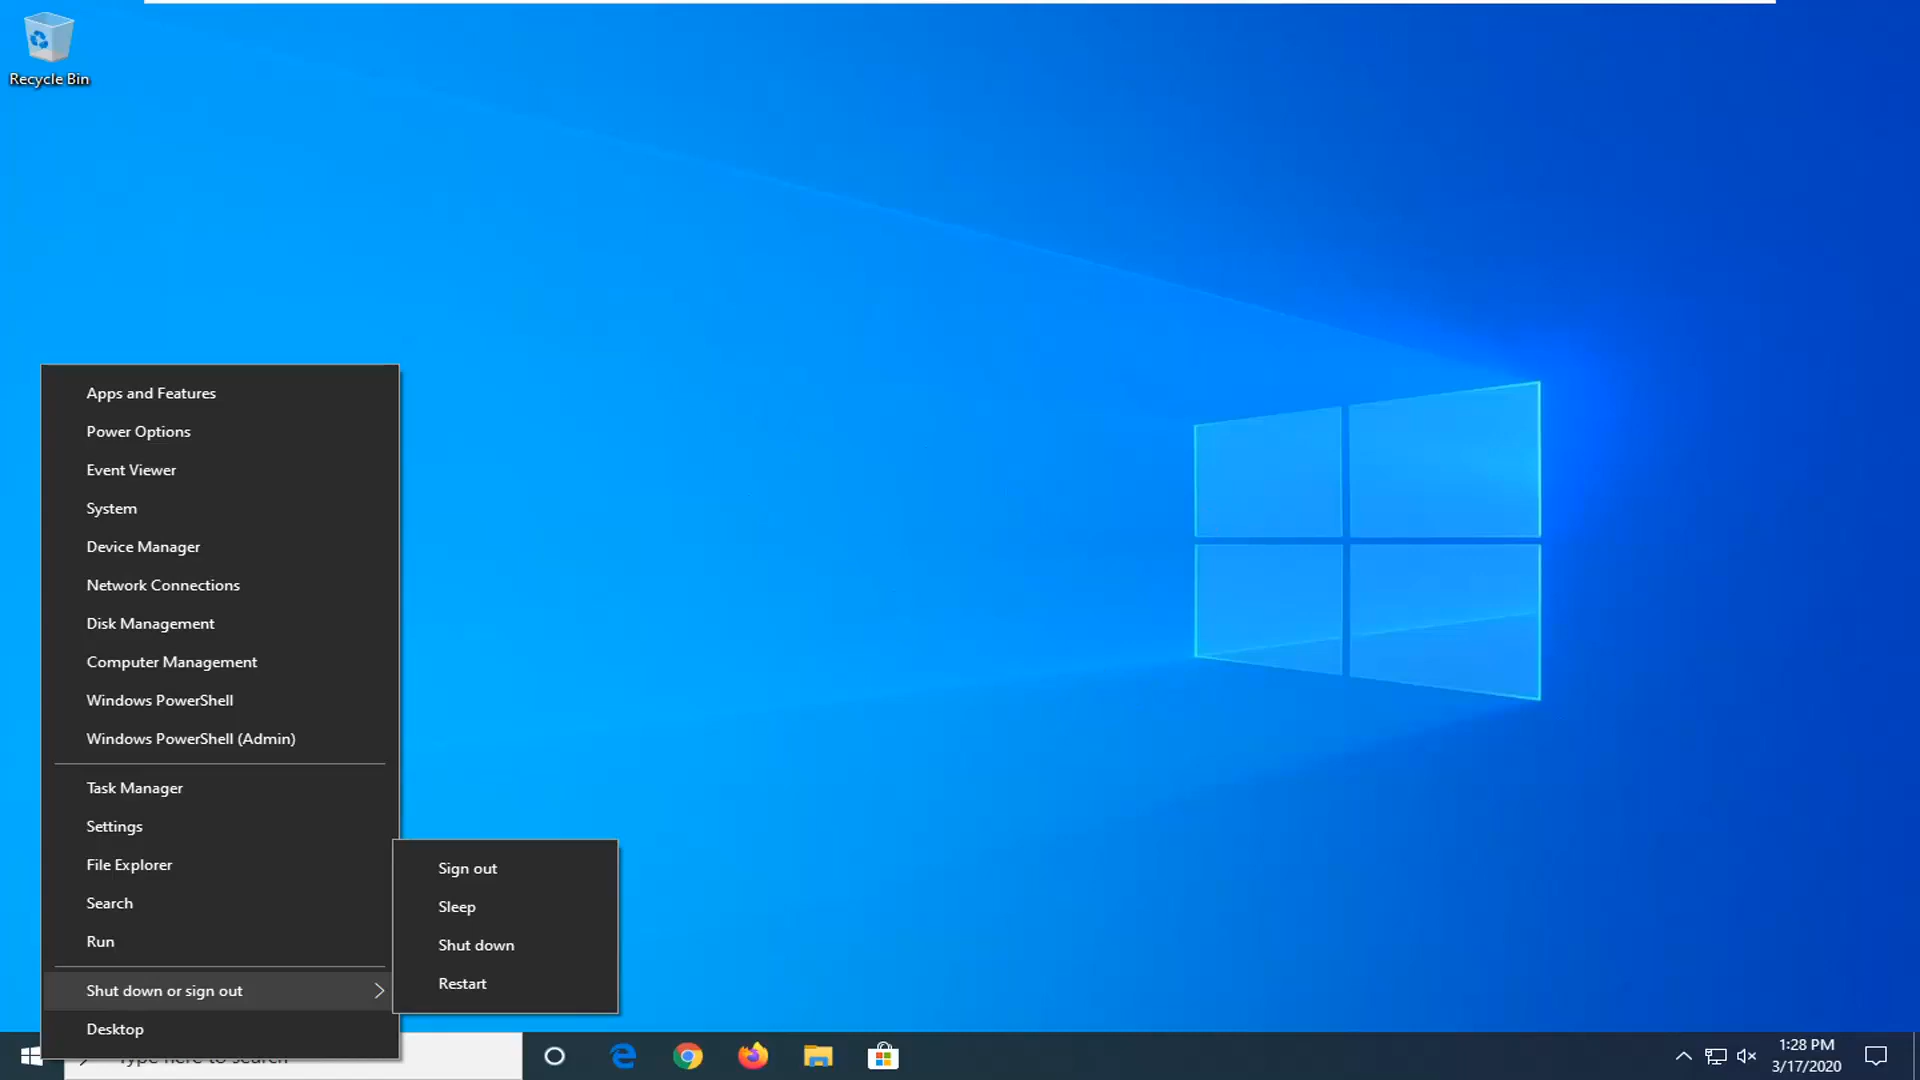 Recycle Bin
Apps and Features
Power Options
Event Viewer
System
Device Manager
Network Connections
Disk Management
Computer Management
Windows PowerShell
Windows PowerShell (Admin)
Task Manager
Settings
File Explorer
Search
Run
Shut down or sign out
Desktop
Sign out
Sleep
Shut down
Restart
Type here to search
1:28 PM
3/17/2020